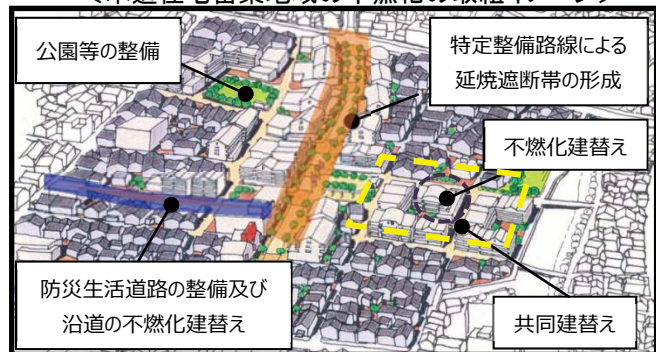 公園等の整備
特定整備路線による
延焼遮断帯の形成
不燃化建替え
防災生活道路の整備及び
沿道の不燃化建替え
共同建替え